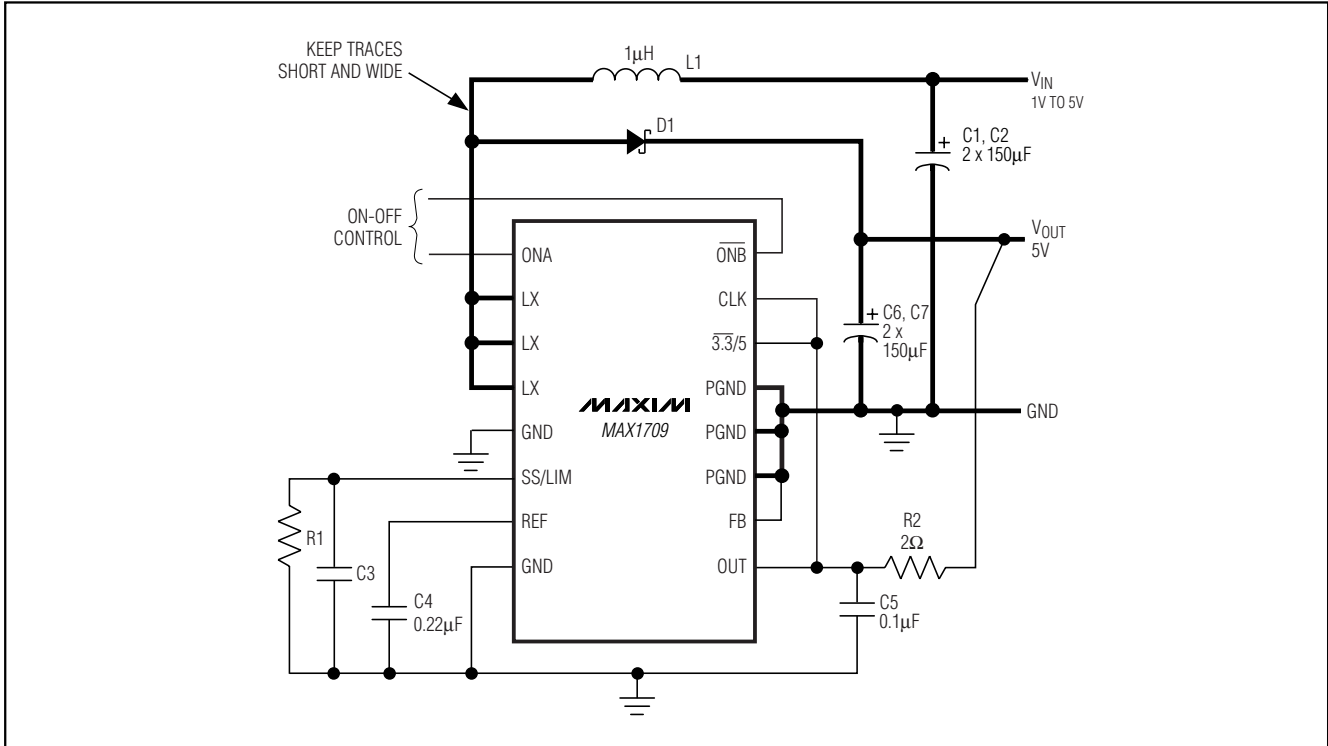 KEEP TRACES
SHORT AND WIDE
1µH
L1
VIN
1V TO 5V
D1
C1, C2
2 x 150µF
+
ON-OFF
CONTROL
VOUT
5V
ONA
ONB
LX
CLK
+ C6, C7
2 x
150µF
LX
3.3/5
LX
PGND
MAXIM
MAX1709
GND
GND
PGND
SS/LIM
PGND
R1
REF
FB
R2
2Ω
C3
GND
OUT
C4
0.22µF
C5
0.1µF